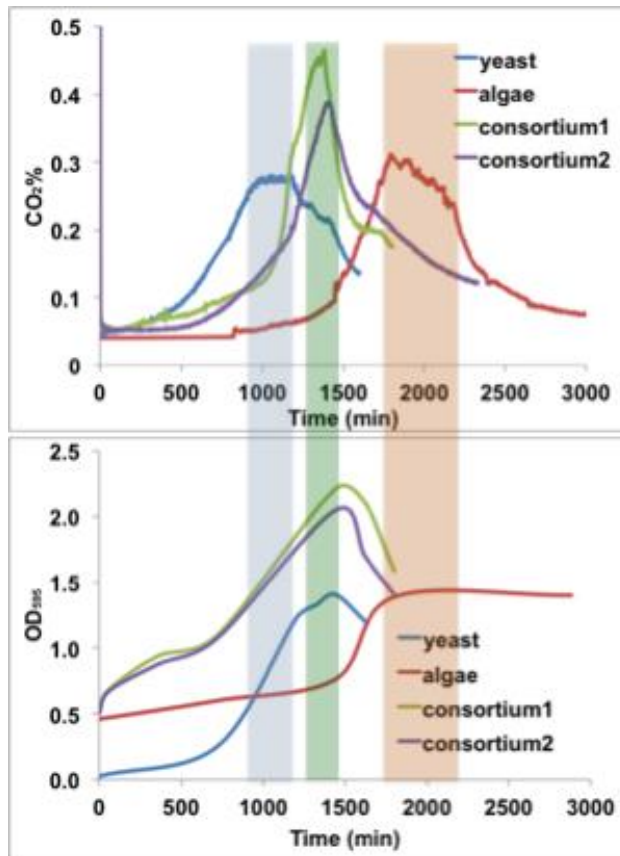 0.5
0.4
0.3
0.2
0.1
0
CO₂%
yeast
algae
consortium1
consortium2
0 500 1000 1500 2000 2500 3000
Time (min)
2.5
2.0
1.5
1.0
0.5
0.0
OD₅₉₅
yeast
algae
consortium1
consortium2
0 500 1000 1500 2000 2500 3000
Time (min)